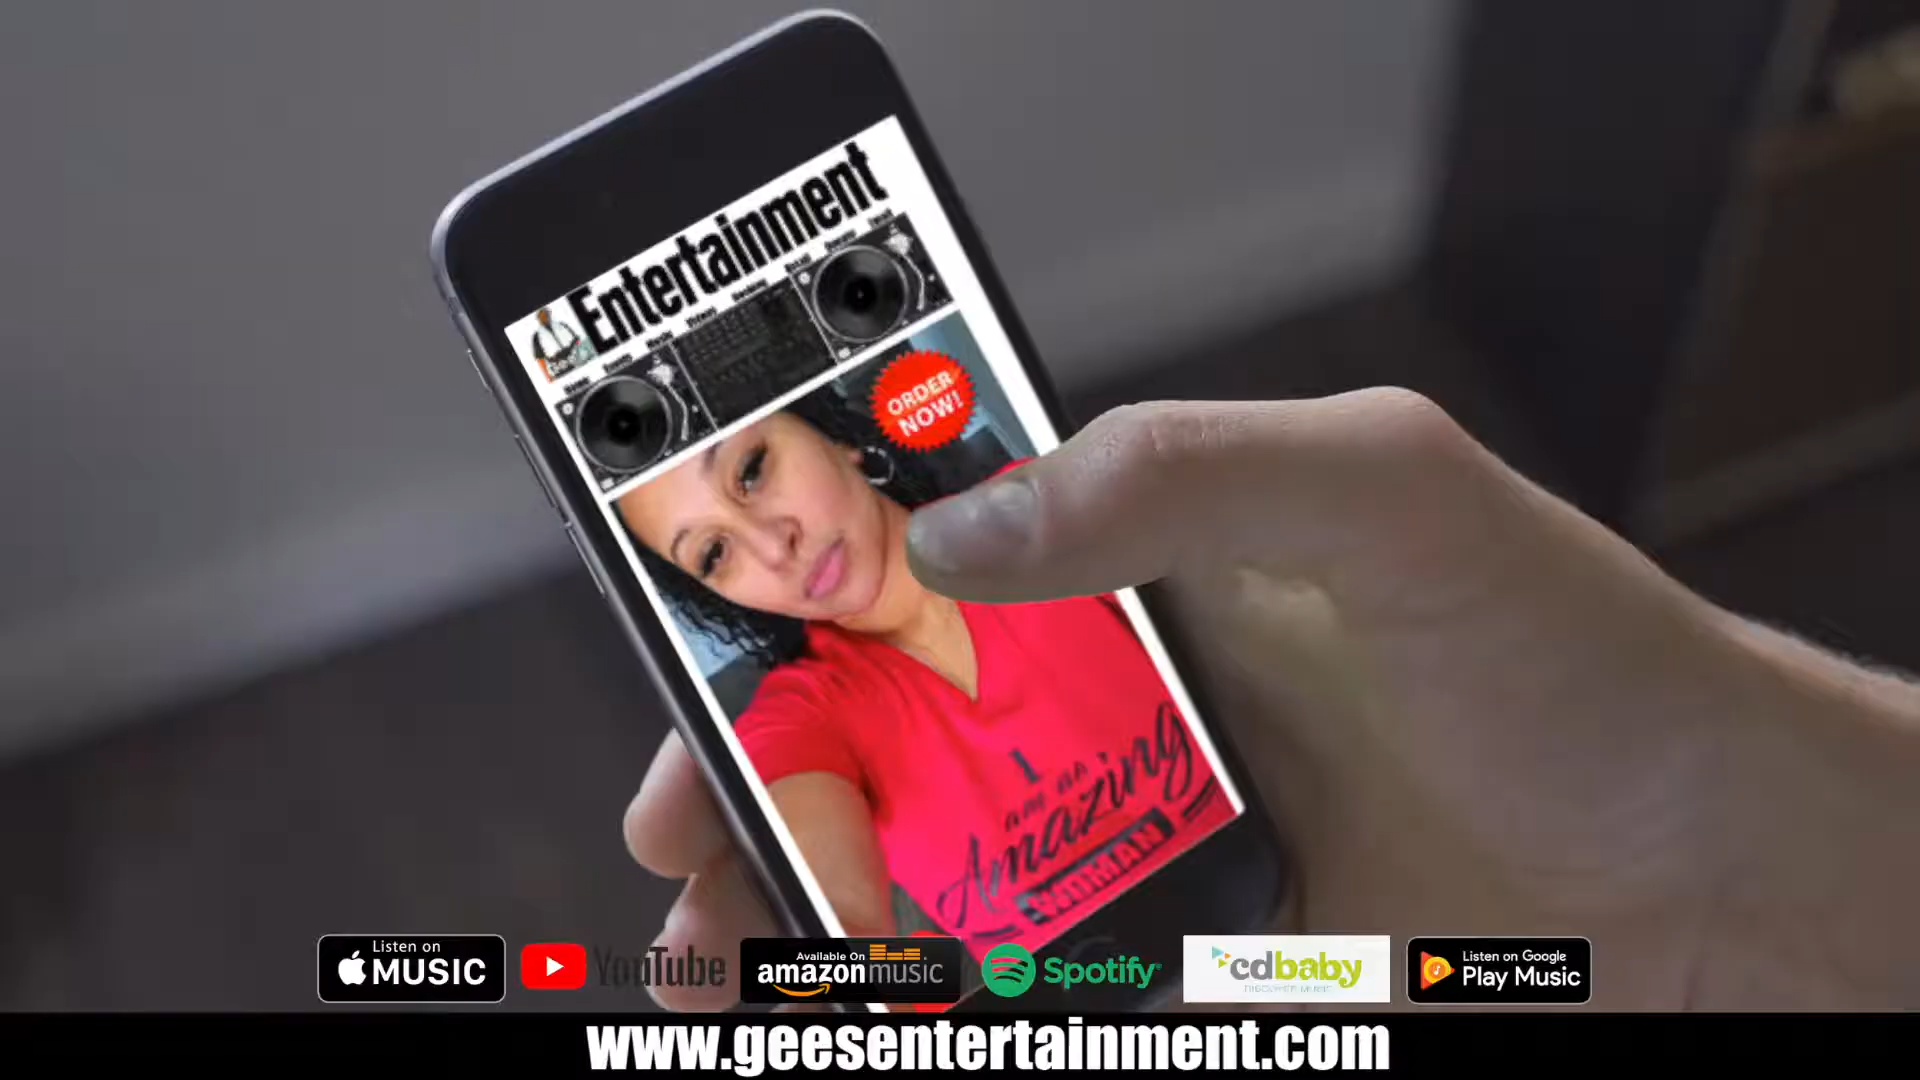 Entertainment
ORDER
NOW!
I
am an
Amazing
WOMAN
Listen on
MUSIC
YouTube
Available On
amazon music
Spotify
cdbaby
Listen on Google
Play Music
www.geesentertainment.com